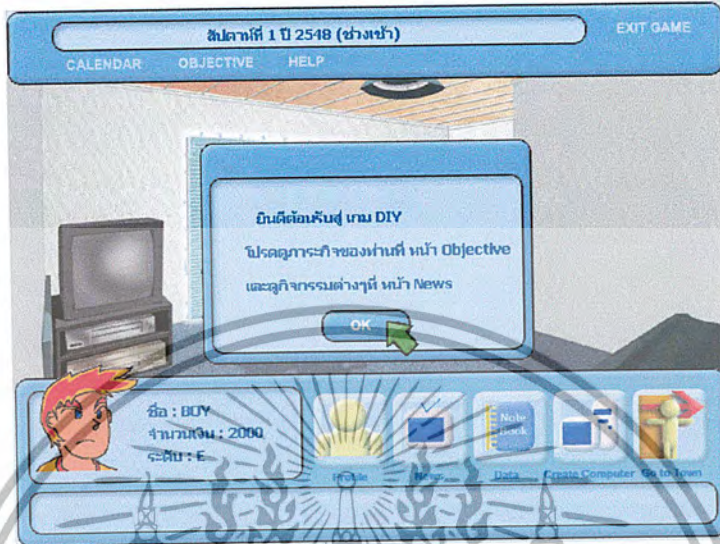 สัปดาห์ที่ 1 ปี 2548 (ช่วงเช้า)
EXIT GAME
CALENDAR OBJECTIVE HELP
ยินดีต้อนรับสู่ เกม DIY
โปรดดูภาระกิจของท่านที่ หน้า Objective
และดูกิจกรรมต่างๆที่ หน้า News
OK
ชื่อ : BOY
จำนวนเงิน : 2000
ระดับ : E
Note Book
Profile News Data Create Computer Go to Town